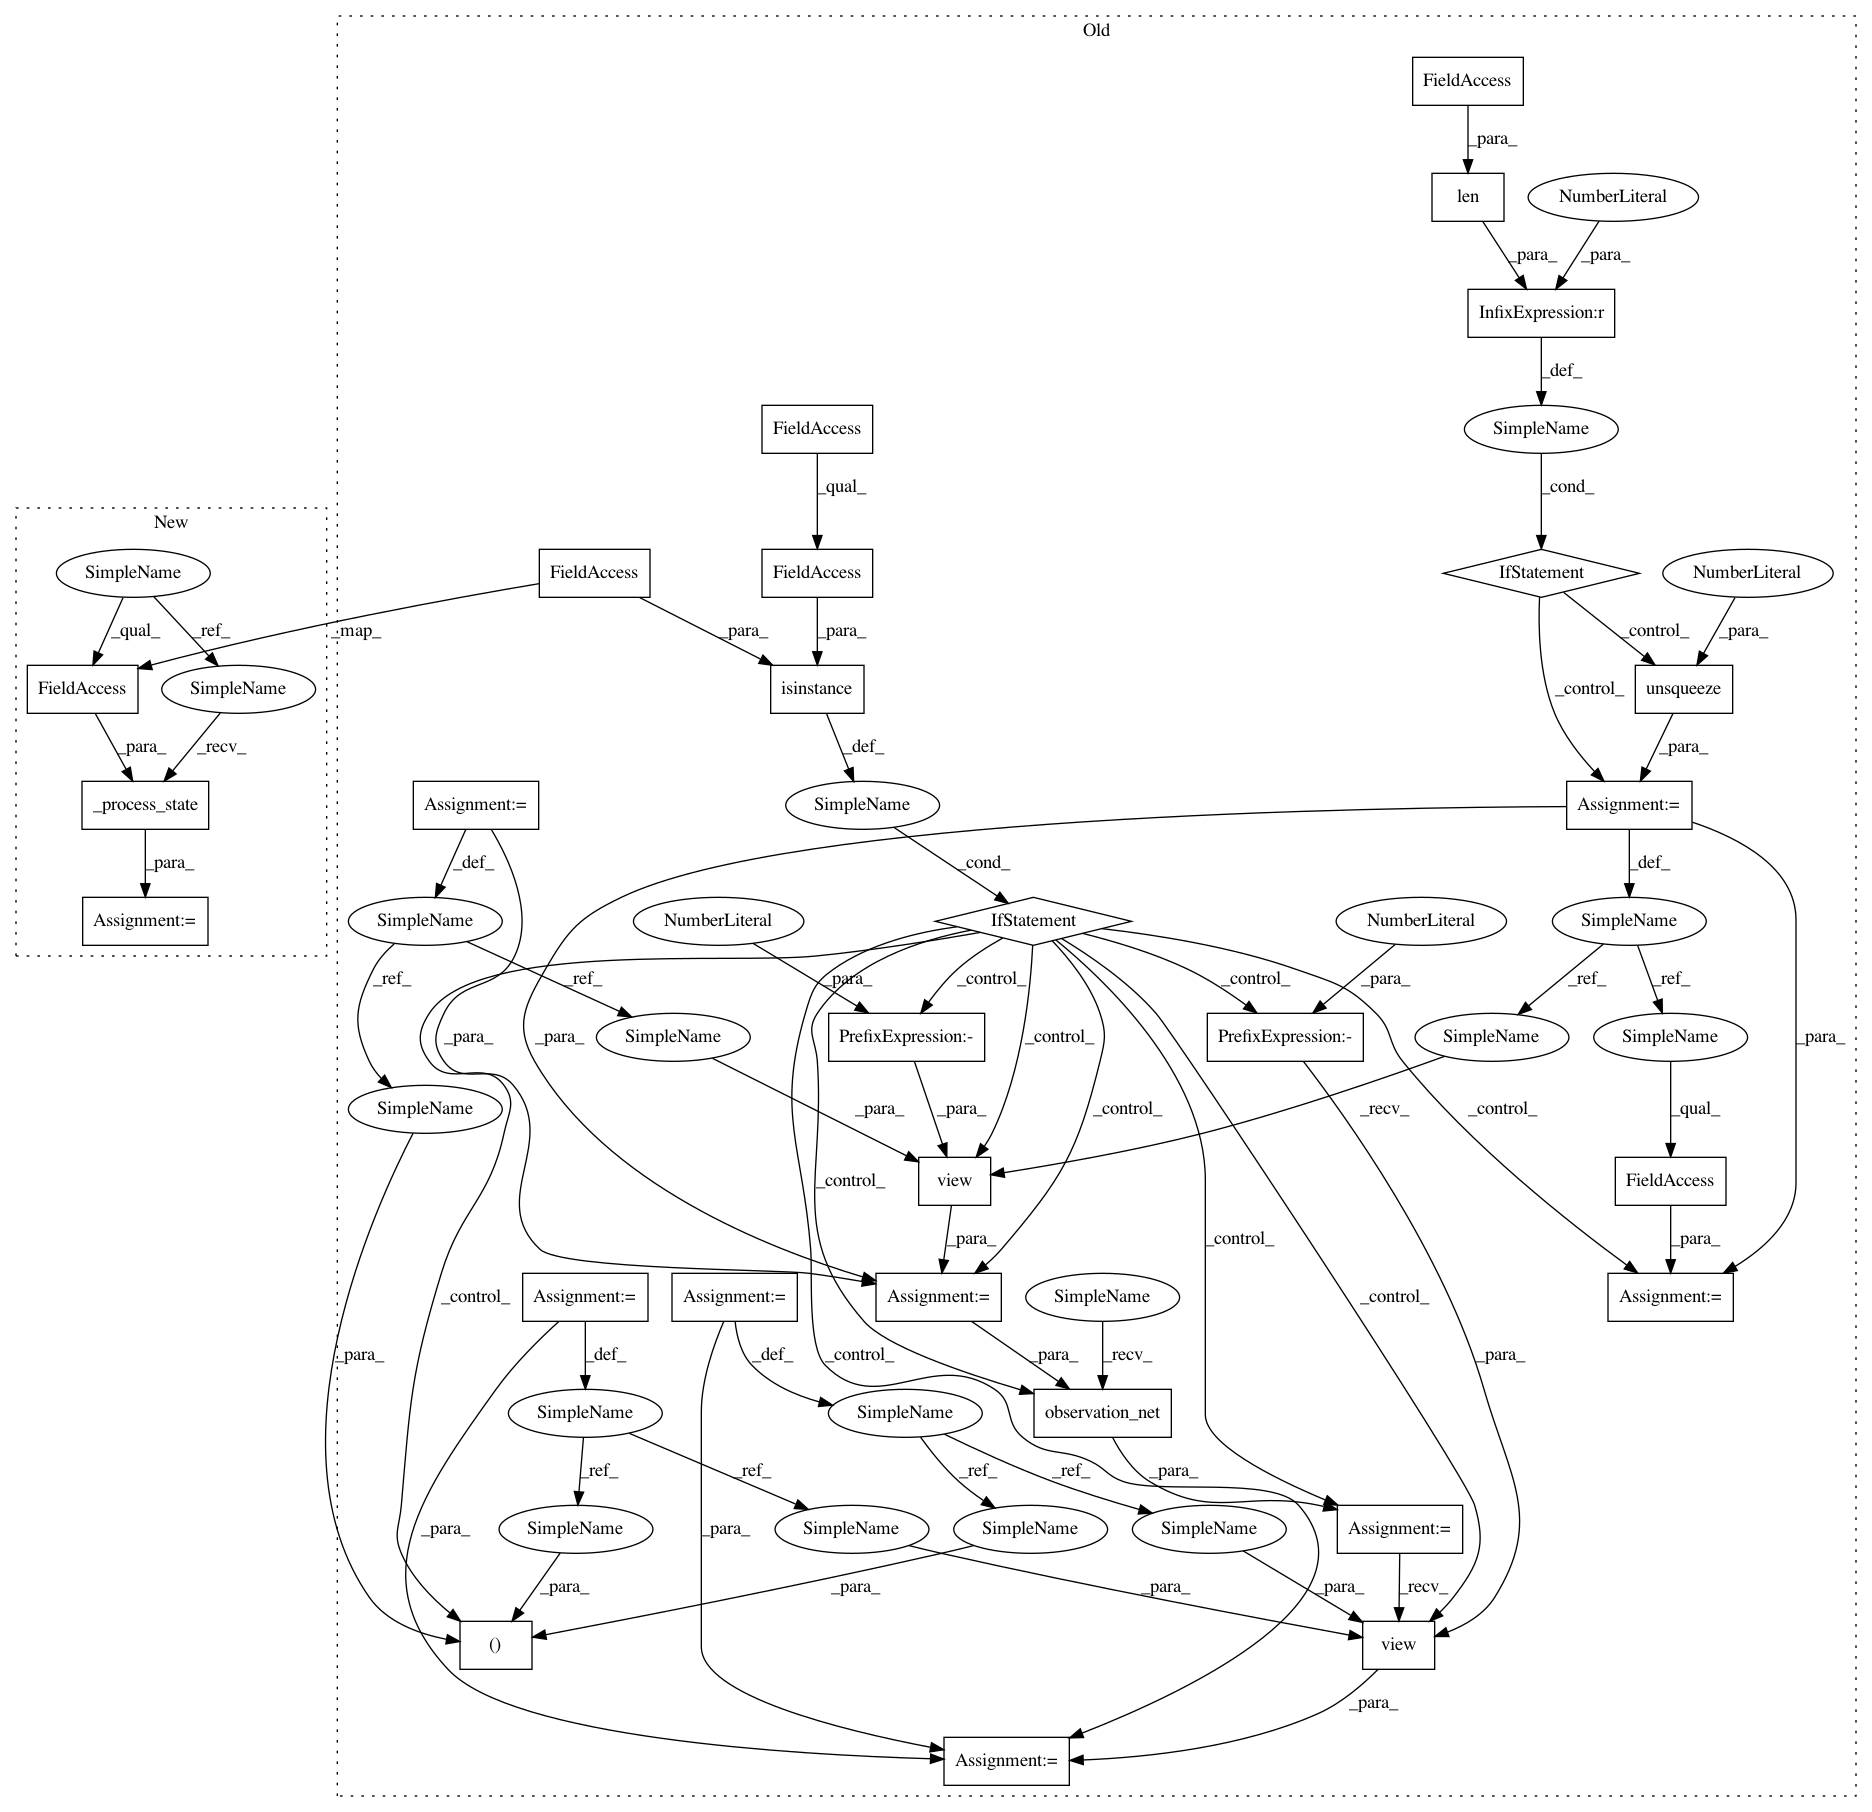 Old
FieldAccess
_para_
len
NumberLiteral
_para_
_para_
InfixExpression:r
_def_
FieldAccess
SimpleName
_qual_
_cond_
New
SimpleName
FieldAccess
FieldAccess
IfStatement
NumberLiteral
_qual_
_ref_
_map_
_para_
_para_
_control_
_para_
FieldAccess
SimpleName
isinstance
_control_
unsqueeze
_para_
_recv_
_def_
_para_
_process_state
Assignment:=
SimpleName
Assignment:=
_para_
_def_
_cond_
_def_
Assignment:=
SimpleName
NumberLiteral
IfStatement
NumberLiteral
SimpleName
_ref_
_ref_
_para_
_control_
_control_
_para_
_ref_
_ref_
_para_
_para_
SimpleName
PrefixExpression:-
_control_
PrefixExpression:-
SimpleName
SimpleName
_para_
SimpleName
_para_
_para_
_control_
_recv_
_control_
_qual_
_control_
view
FieldAccess
_para_
_control_
_para_
_control_
Assignment:=
Assignment:=
Assignment:=
SimpleName
_control_
Assignment:=
_para_
_def_
_def_
_control_
_para_
_recv_
_para_
SimpleName
SimpleName
observation_net
_ref_
_ref_
_ref_
_ref_
_para_
_para_
_para_
SimpleName
SimpleName
SimpleName
SimpleName
Assignment:=
_para_
_para_
_para_
_para_
_recv_
()
view
_para_
Assignment:=